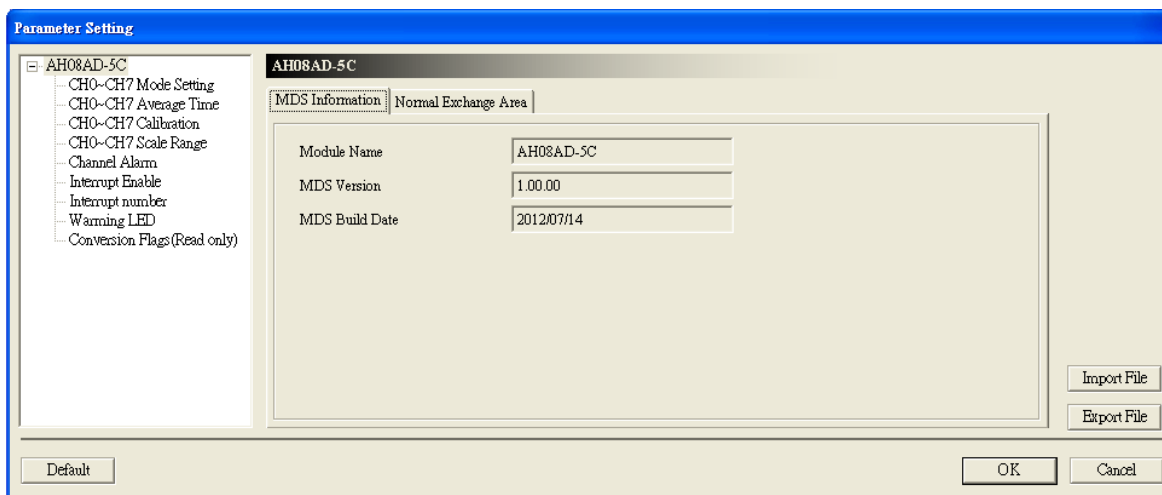 Parameter Setting
AH08AD-5C
CH0~CH7 Mode Setting
CH0~CH7 Average Time
CH0~CH7 Calibration
CH0~CH7 Scale Range
Channel Alarm
Interrupt Enable
Interrupt number
Warning LED
Conversion Flags(Read only)
AH08AD-5C
MDS Information
Normal Exchange Area
Module Name AH08AD-5C
MDS Version 1.00.00
MDS Build Date 2012/07/14
Import File
Export File
Default
OK
Cancel